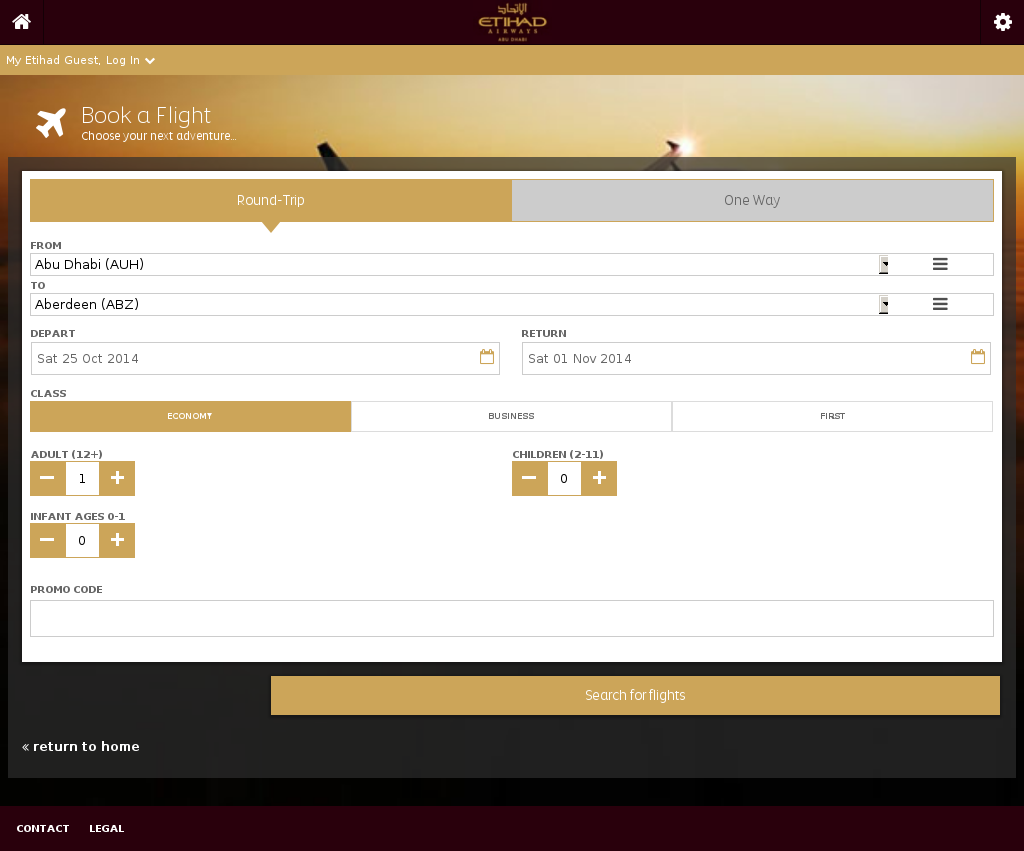 الإتحاد
ETIHAD
AIRWAYS
ABU DHABI
My Etihad Guest, Log In
Book a Flight
Choose your next adventure...
Round-Trip
One Way
FROM
Abu Dhabi (AUH)
TO
Aberdeen (ABZ)
DEPART
RETURN
Sat 25 Oct 2014
Sat 01 Nov 2014
CLASS
ECONOMY
BUSINESS
FIRST
ADULT (12+)
CHILDREN (2-11)
1
0
INFANT AGES 0-1
0
PROMO CODE
Search for flights
« return to home
CONTACT
LEGAL